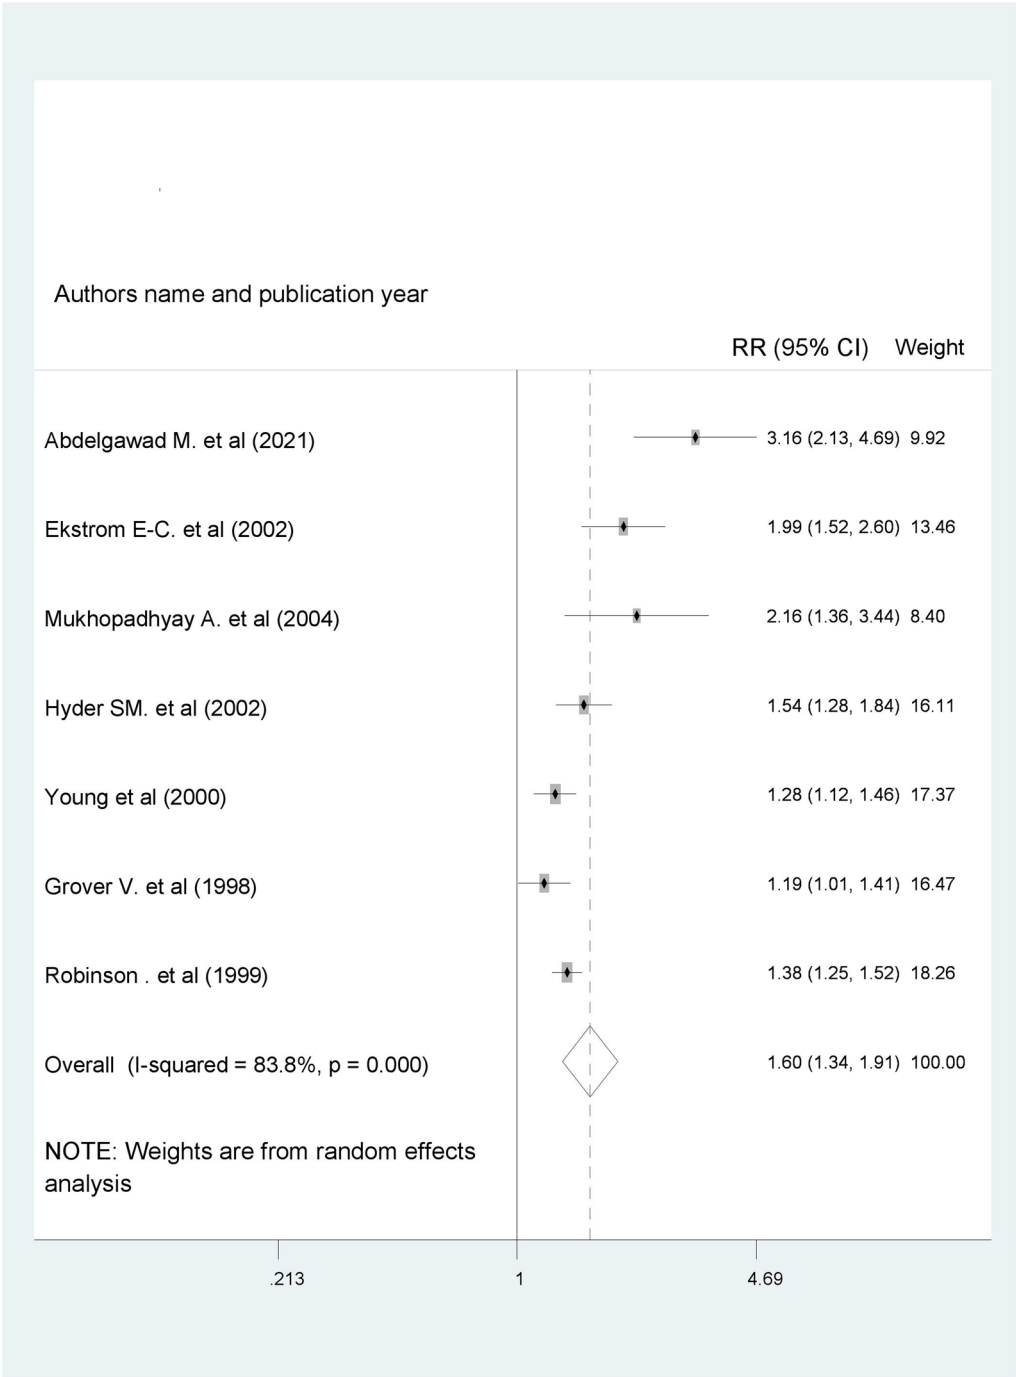 Authors name and publication year
RR (95% CI) Weight
Abdelgawad M. et al (2021) 3.16 (2.13, 4.69) 9.92
Ekstrom E-C. et al (2002) 1.99 (1.52, 2.60) 13.46
Mukhopadhyay A. et al (2004) 2.16 (1.36, 3.44) 8.40
Hyder SM. et al (2002) 1.54 (1.28, 1.84) 16.11
Young et al (2000) 1.28 (1.12, 1.46) 17.37
Grover V. et al (1998) 1.19 (1.01, 1.41) 16.47
Robinson . et al (1999) 1.38 (1.25, 1.52) 18.26
Overall (I-squared = 83.8%, p = 0.000) 1.60 (1.34, 1.91) 100.00
NOTE: Weights are from random effects
analysis
.213 1 4.69